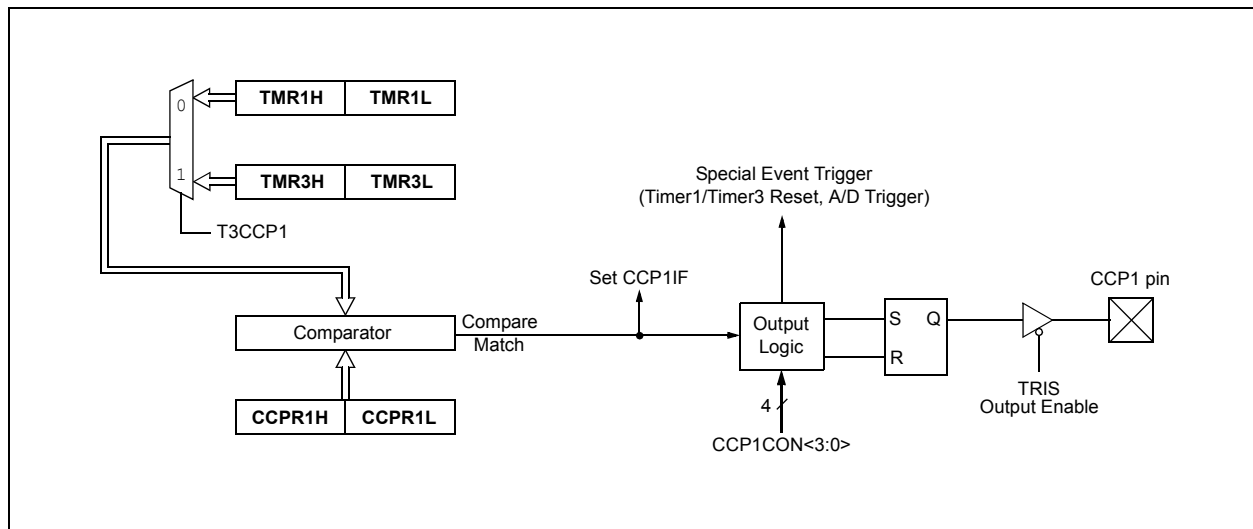 0
TMR1H TMR1L
1
TMR3H TMR3L
T3CCP1
Special Event Trigger
(Timer1/Timer3 Reset, A/D Trigger)
Set CCP1IF
CCP1 pin
Comparator
Compare
Match
Output
Logic
S Q
R
TRIS
Output Enable
CCPR1H CCPR1L
4
CCP1CON<3:0>